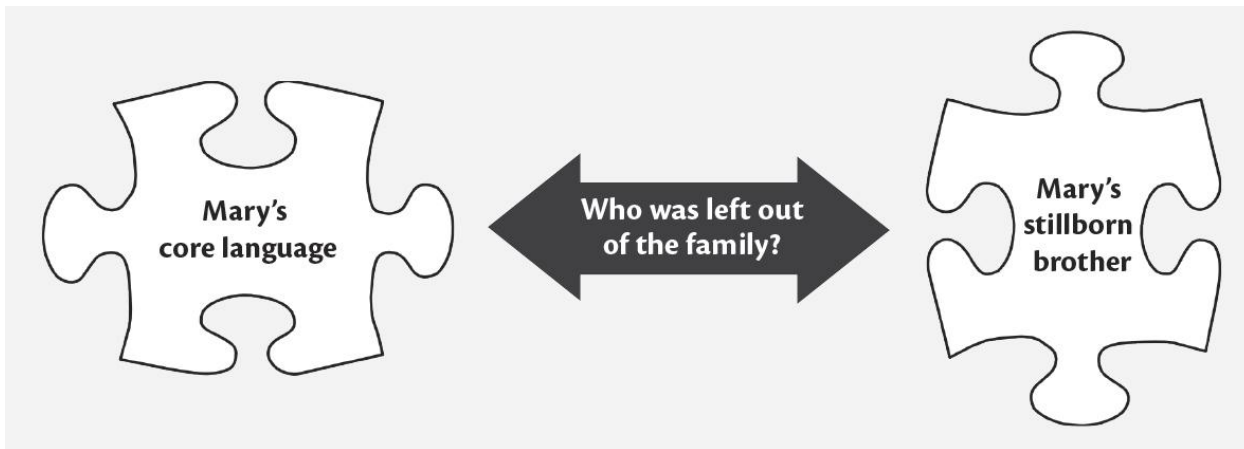 Mary's
core language
Who was left out
of the family?
Mary's
stillborn
brother